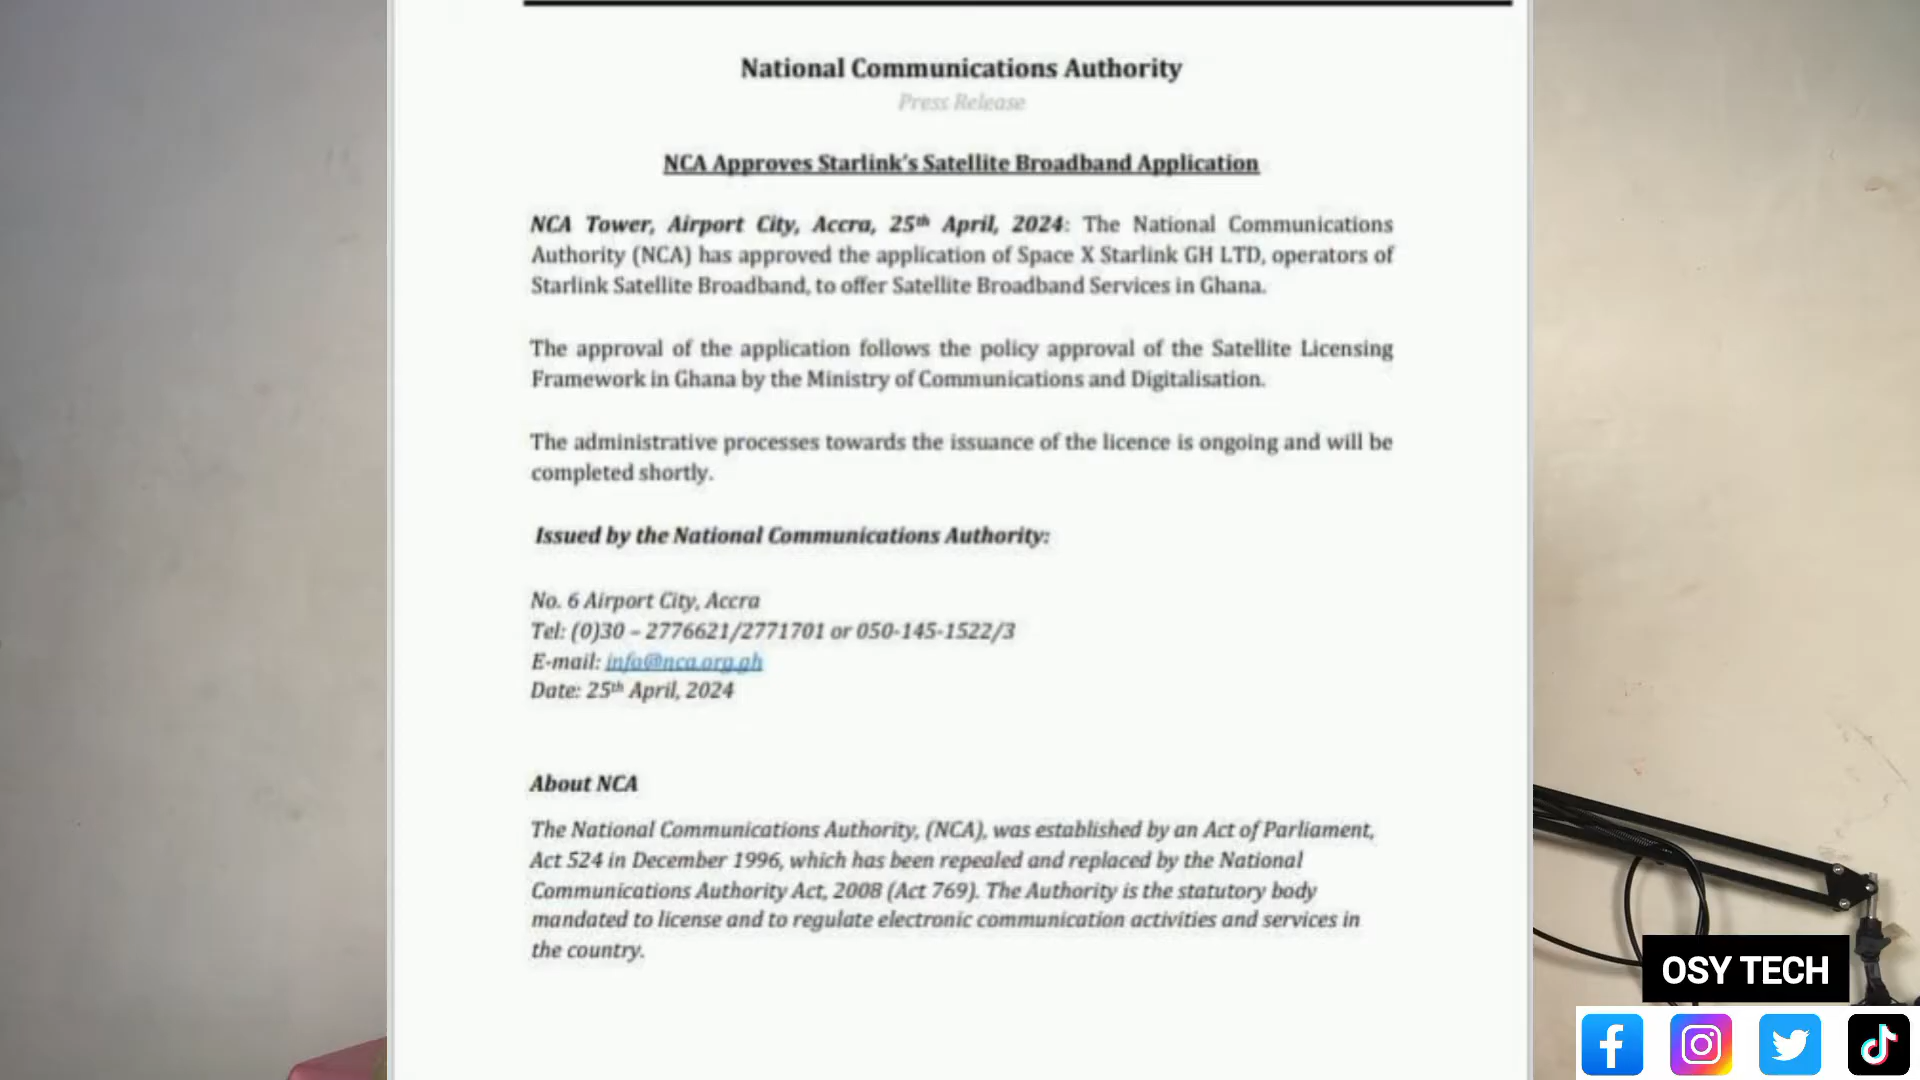 National Communications Authority
Press Release
NCA Approves Starlink's Satellite Broadband Application
NCA Tower, Airport City, Accra, 25th April, 2024: The National Communications
Authority (NCA) has approved the application of Space X Starlink GH LTD, operators of
Starlink Satellite Broadband, to offer Satellite Broadband Services in Ghana.
The approval of the application follows the policy approval of the Satellite Licensing
Framework in Ghana by the Ministry of Communications and Digitalisation.
The administrative processes towards the issuance of the licence is ongoing and will be
completed shortly.
Issued by the National Communications Authority:
No. 6 Airport City, Accra
Tel: (0)30 – 2776621/2771701 or 050-145-1522/3
E-mail: info@nca.org.gh
Date: 25th April, 2024
About NCA
The National Communications Authority, (NCA), was established by an Act of Parliament,
Act 524 in December 1996, which has been repealed and replaced by the National
Communications Authority Act, 2008 (Act 769). The Authority is the statutory body
mandated to license and to regulate electronic communication activities and services in
the country.
OSY TECH